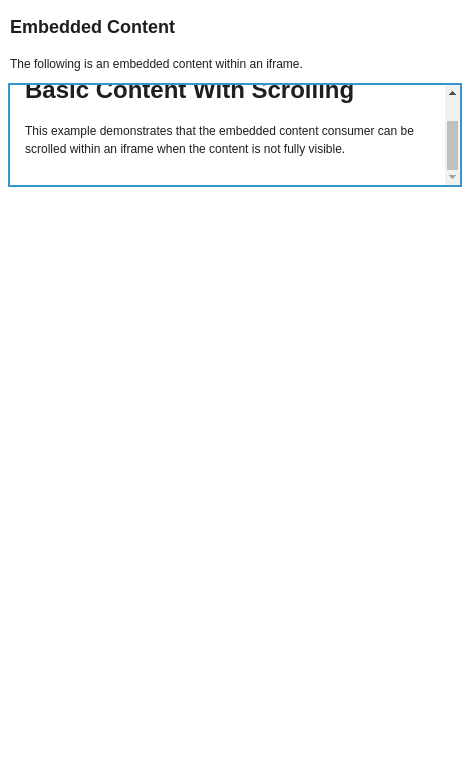 Embedded Content
The following is an embedded content within an iframe.
Basic Content With Scrolling
This example demonstrates that the embedded content consumer can be
scrolled within an iframe when the content is not fully visible.